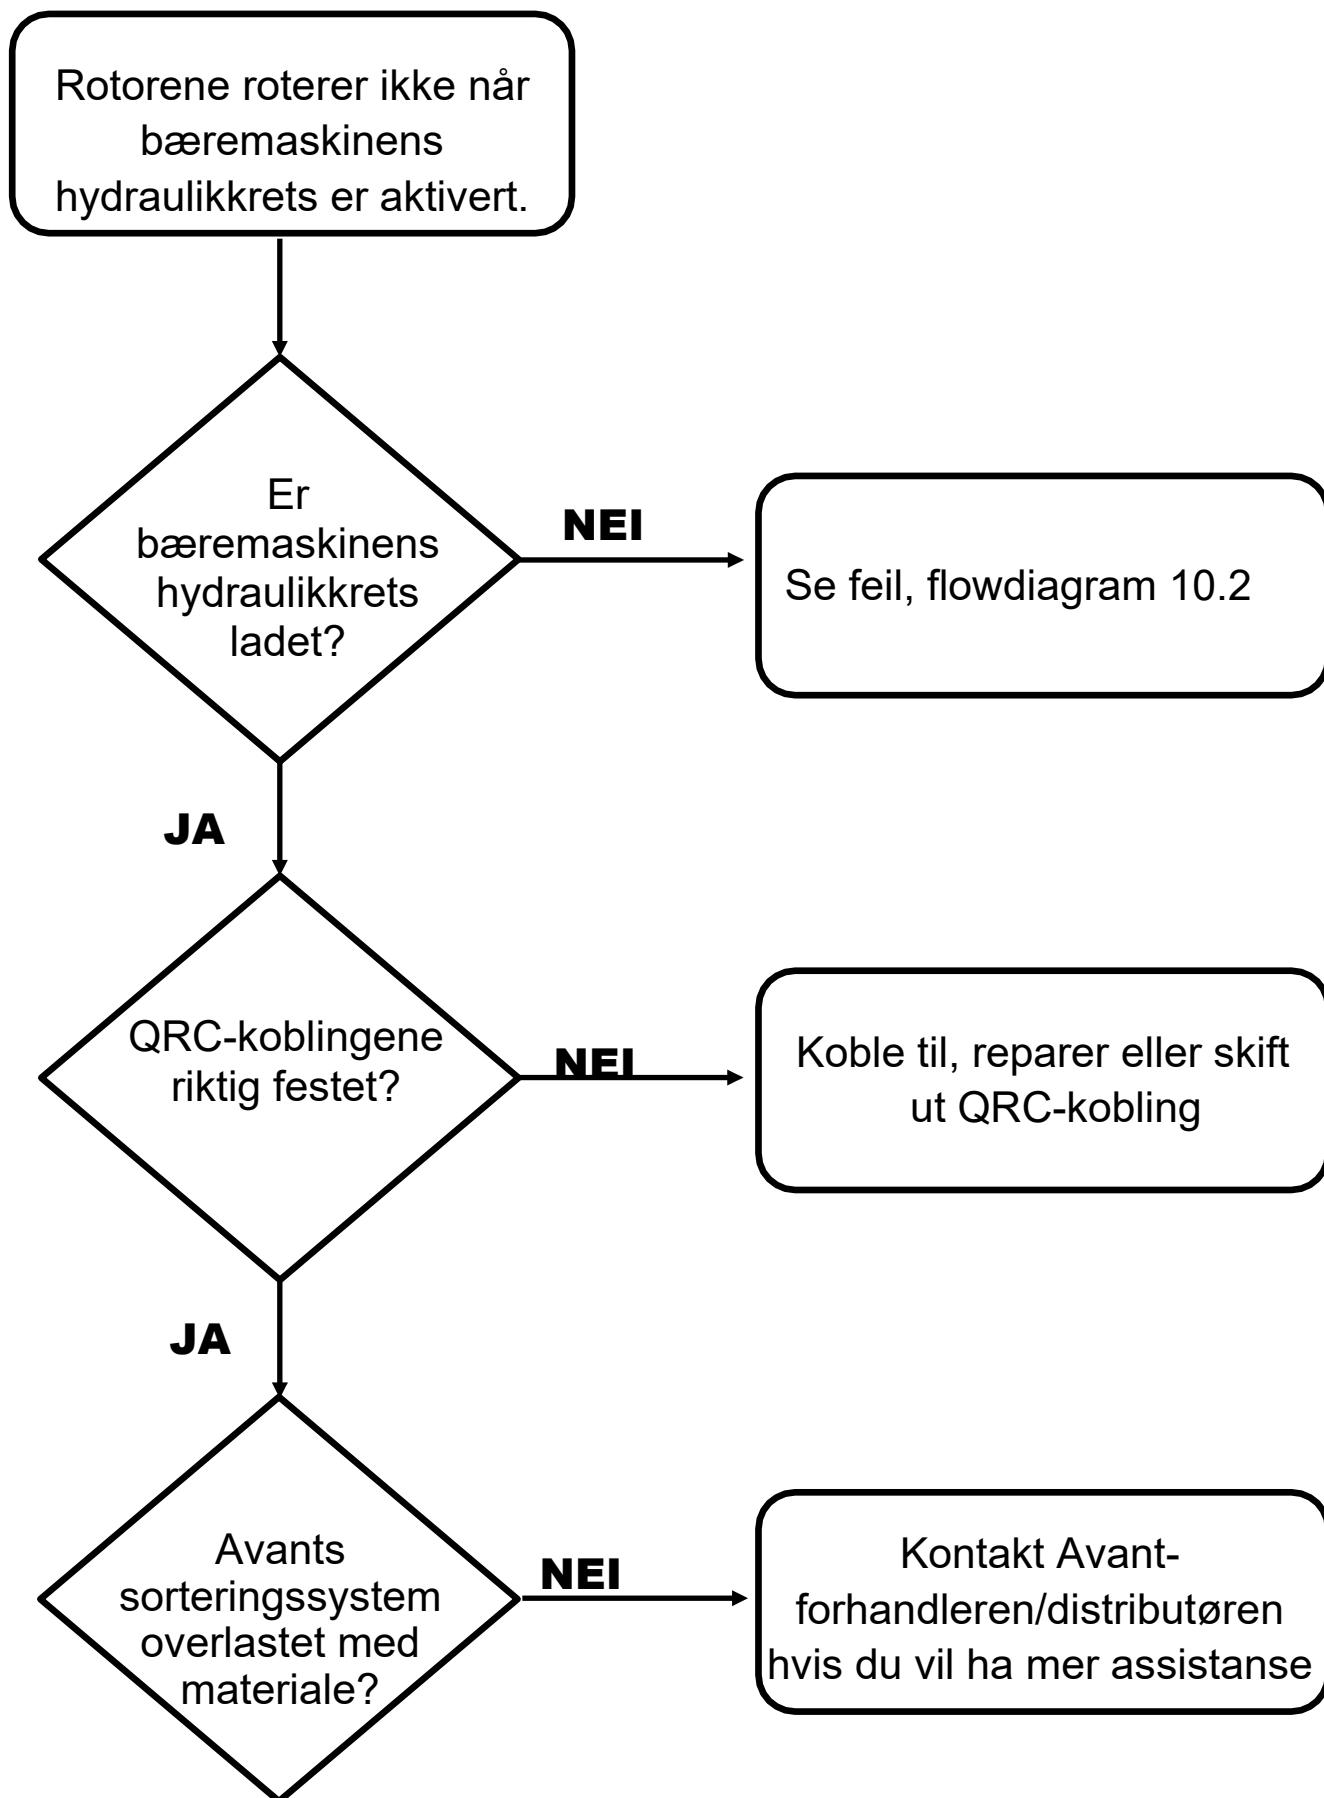 Rotorene roterer ikke når
bæremaskinens
hydraulikkrets er aktivert.
Er
bæremaskinens
hydraulikkrets
ladet?
NEI
Se feil, flowdiagram 10.2
JA
QRC-koblingene
riktig festet?
NEI
Koble til, reparer eller skift
ut QRC-kobling
JA
Avants
sorteringssystem
overlastet med
materiale?
NEI
Kontakt Avant-
forhandleren/distributøren
hvis du vil ha mer assistanse